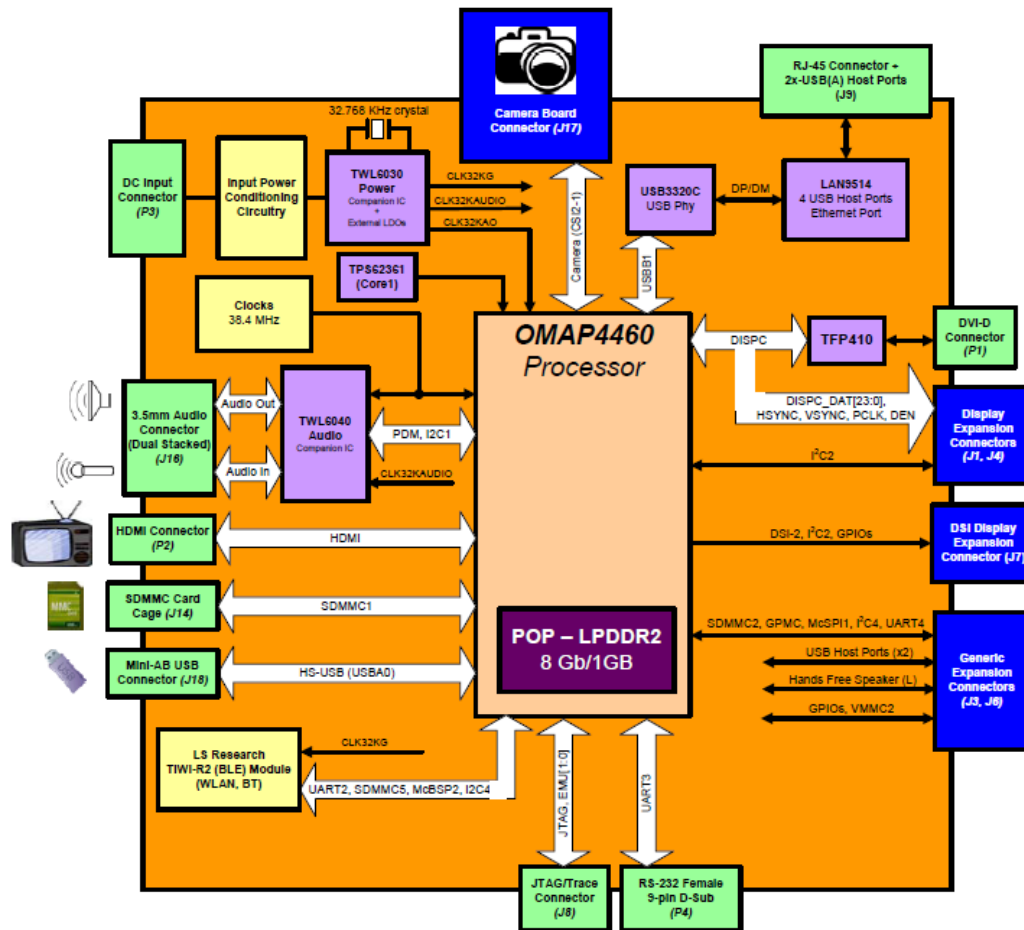 Camera Board
Connector (J17)
RJ-45 Connector +
2x-USB(A) Host Ports
(J9)
32.768 KHz crystal
DC Input
Connector
(P3)
Input Power
Conditioning
Circuitry
TWL6030
Power
Companion IC
+
External LDOs
CLK32KG
CLK32KAUDIO
CLK32KAO
USB3320C
USB Phy
DP/DM
LAN9514
4 USB Host Ports
Ethernet Port
Camera (CSI2-1)
USBB1
TPS62361
(Core1)
Clocks
38.4 MHz
OMAP4460
Processor
DISPC
TFP410
DVI-D
Connector
(P1)
3.5mm Audio
Connector
(Dual Stacked)
(J16)
Audio Out
Audio In
TWL6040
Audio
Companion IC
PDM, I2C1
CLK32KAUDIO
DISPC_DAT[23:0],
HSYNC, VSYNC, PCLK, DEN
Display
Expansion
Connectors
(J1, J4)
I²C2
HDMI Connector
(P2)
HDMI
DSI-2, I²C2, GPIOs
DSI Display
Expansion
Connector (J7)
MMC
SDMMC Card
Cage (J14)
SDMMC1
POP – LPDDR2
8 Gb/1GB
SDMMC2, GPMC, McSPI1, I²C4, UART4
USB Host Ports (x2)
Hands Free Speaker (L)
GPIOs, VMMC2
Generic
Expansion
Connectors
(J3, J6)
Mini-AB USB
Connector (J18)
HS-USB (USBA0)
LS Research
TIWI-R2 (BLE) Module
(WLAN, BT)
CLK32KG
UART2, SDMMC5, McBSP2, I2C4
JTAG, EMU[1:0]
UART3
JTAG/Trace
Connector
(J8)
RS-232 Female
9-pin D-Sub
(P4)